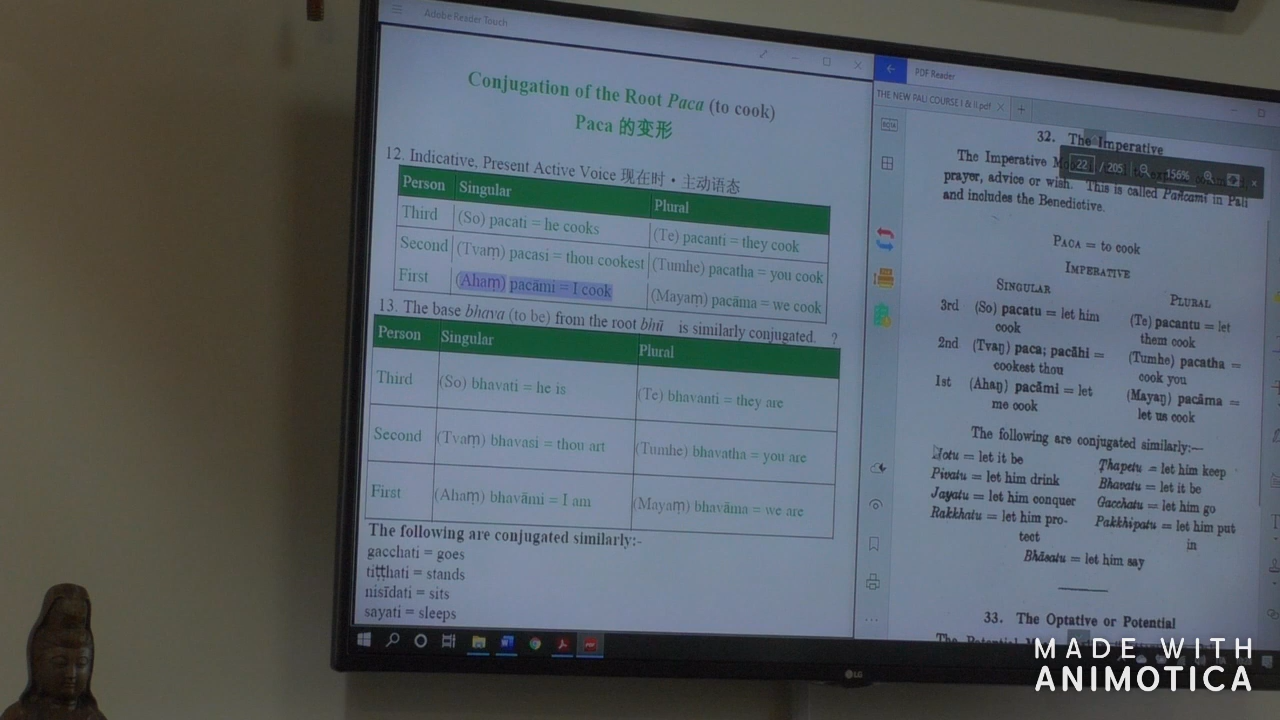 Adobe Reader Touch
Conjugation of the Root Paca (to cook)
Paca 的变形
12. Indicative, Present Active Voice 现在时・主动语态
Person Singular Plural
Third (So) pacati = he cooks (Te) pacanti = they cook
Second (Tvaṃ) pacasi = thou cookest (Tumhe) pacatha = you cook
First (Ahaṃ) pacāmi = I cook (Mayaṃ) pacāma = we cook
13. The base bhava (to be) from the root bhū is similarly conjugated. ?
Person Singular Plural
Third (So) bhavati = he is (Te) bhavanti = they are
Second (Tvaṃ) bhavasi = thou art (Tumhe) bhavatha = you are
First (Ahaṃ) bhavāmi = I am (Mayaṃ) bhavāma = we are
The following are conjugated similarly:-
gacchati = goes
tiṭṭhati = stands
nisīdati = sits
sayati = sleeps
PDF Reader
THE NEW PALI COURSE I & II.pdf
22 / 205 156%
32. The Imperative
The Imperative
prayer, advice or wish. This is called Pañcamī in Pali
and includes the Benedictive.
PACA = to cook
IMPERATIVE
SINGULAR PLURAL
3rd (So) pacatu = let him (Te) pacantu = let
cook them cook
2nd (Tvaŋ) paca; pacāhi = (Tumhe) pacatha =
cookest thou cook you
1st (Ahaŋ) pacāmi = let (Mayaŋ) pacāma =
me cook let us cook
The following are conjugated similarly:—
Hotu = let it be Ṭhapetu = let him keep
Pivatu = let him drink Bhavatu = let it be
Jayatu = let him conquer Gacchatu = let him go
Rakkhatu = let him pro- Pakkhipatu = let him put
tect in
Bhāsatu = let him say
33. The Optative or Potential
LG
MADE WITH
ANIMOTICA